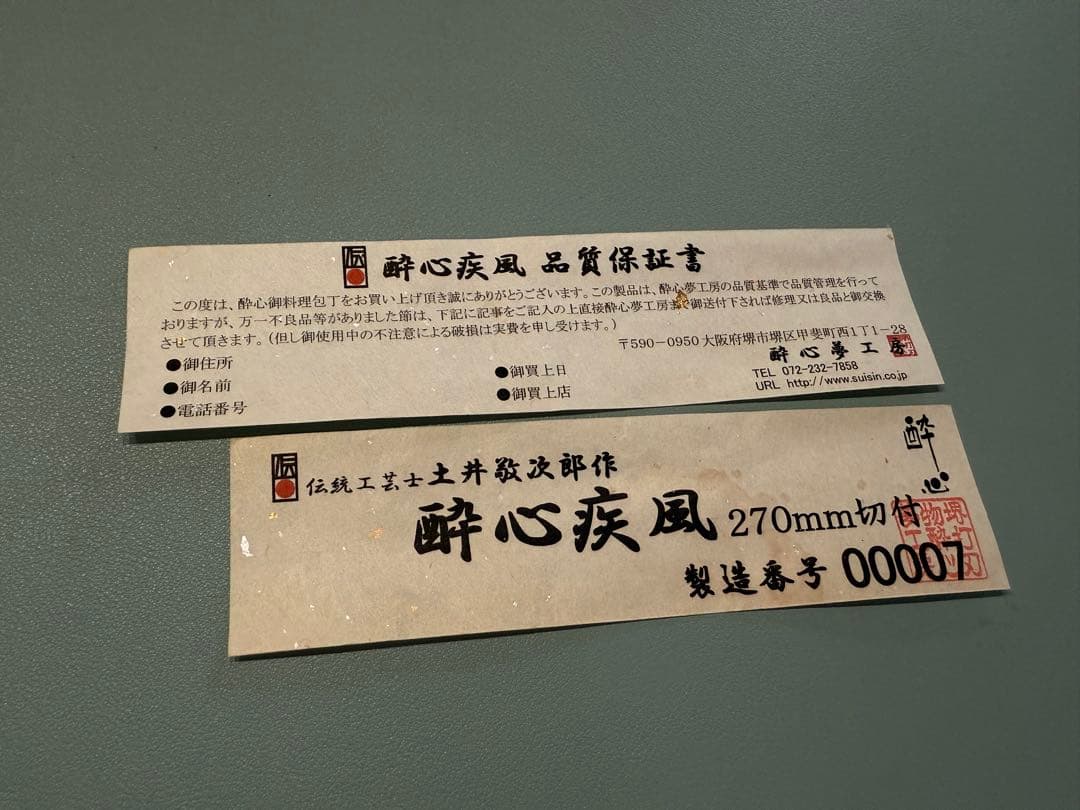 伝
酔心疾風 品質保証書
この度は、酔心御料理包丁をお買い上げ頂き誠にありがとうございます。この製品は、酔心夢工房の品質基準で品質管理を行って
おりますが、万一不良品等がありました節は、下記に記事をご記入の上直接酔心夢工房まで御送付下されば修理又は良品と御交換
させて頂きます。(但し御使用中の不注意による破損は実費を申し受けます。)
●御住所
●御名前
●電話番号
●御買上日
●御買上店
〒590-0950 大阪府堺市堺区甲斐町西1丁1-28
酔心夢工房
TEL 072-232-7858
URL http://www.suisin.co.jp
伝
伝統工芸士土井敬次郎作
酔心
酔心疾風 270mm切付
製造番号 00007
堺打刃